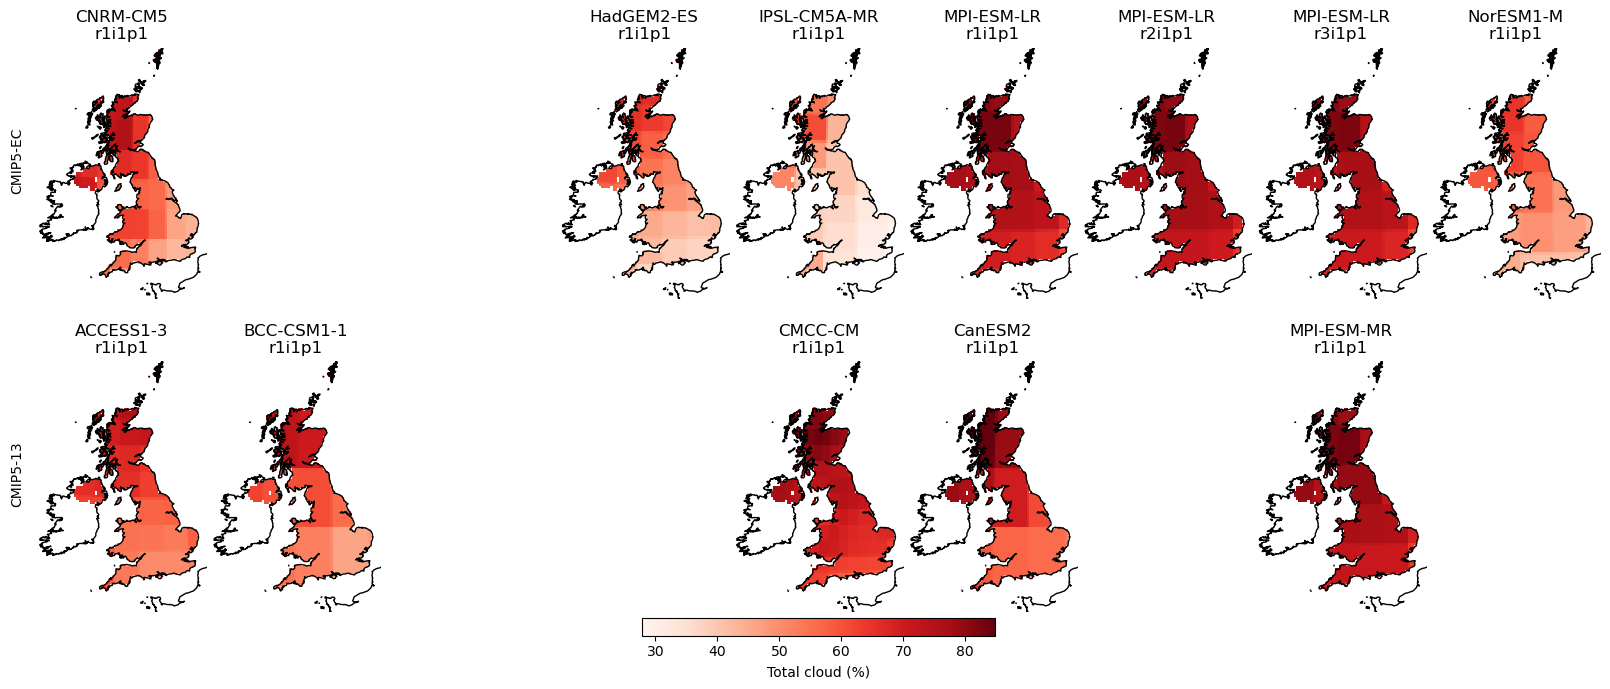 CNRM-CM5
r1i1p1
HadGEM2-ES
r1i1p1
IPSL-CM5A-MR
r1i1p1
MPI-ESM-LR
r1i1p1
MPI-ESM-LR
r2i1p1
MPI-ESM-LR
r3i1p1
NorESM1-M
r1i1p1
CMIP5-EC
ACCESS1-3
r1i1p1
BCC-CSM1-1
r1i1p1
CMCC-CM
r1i1p1
CanESM2
r1i1p1
MPI-ESM-MR
r1i1p1
CMIP5-13
30 40 50 60 70 80
Total cloud (%)